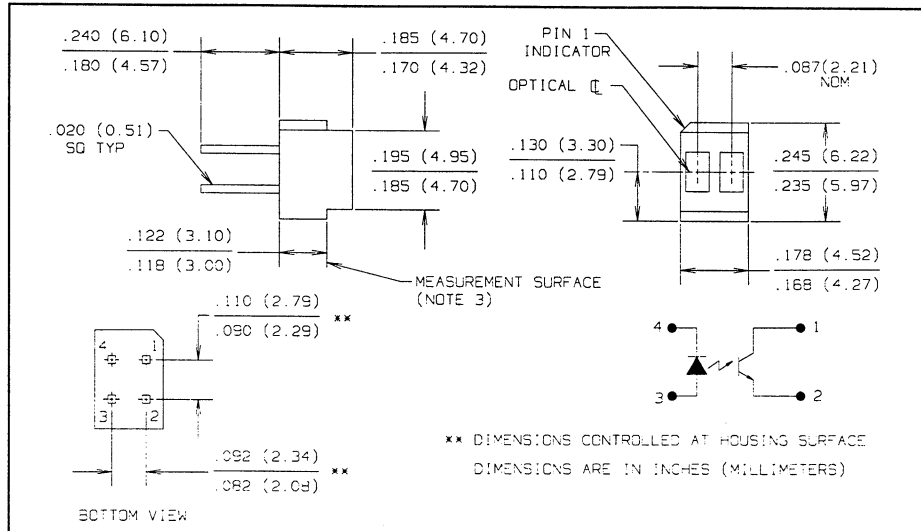 .240 (6.10)
.180 (4.57)
.185 (4.70)
.170 (4.32)
PIN 1
INDICATOR
OPTICAL ℄
.087(2.21)
NOM
.020 (0.51)
SQ TYP
.195 (4.95)
.185 (4.70)
.130 (3.30)
.110 (2.79)
.245 (6.22)
.235 (5.97)
.122 (3.10)
.118 (3.00)
MEASUREMENT SURFACE
(NOTE 3)
.178 (4.52)
.168 (4.27)
.110 (2.79)
.090 (2.29)
**
4 1
3 2
4 1
3 2
.092 (2.34)
.082 (2.08)
**
** DIMENSIONS CONTROLLED AT HOUSING SURFACE
DIMENSIONS ARE IN INCHES (MILLIMETERS)
BOTTOM VIEW